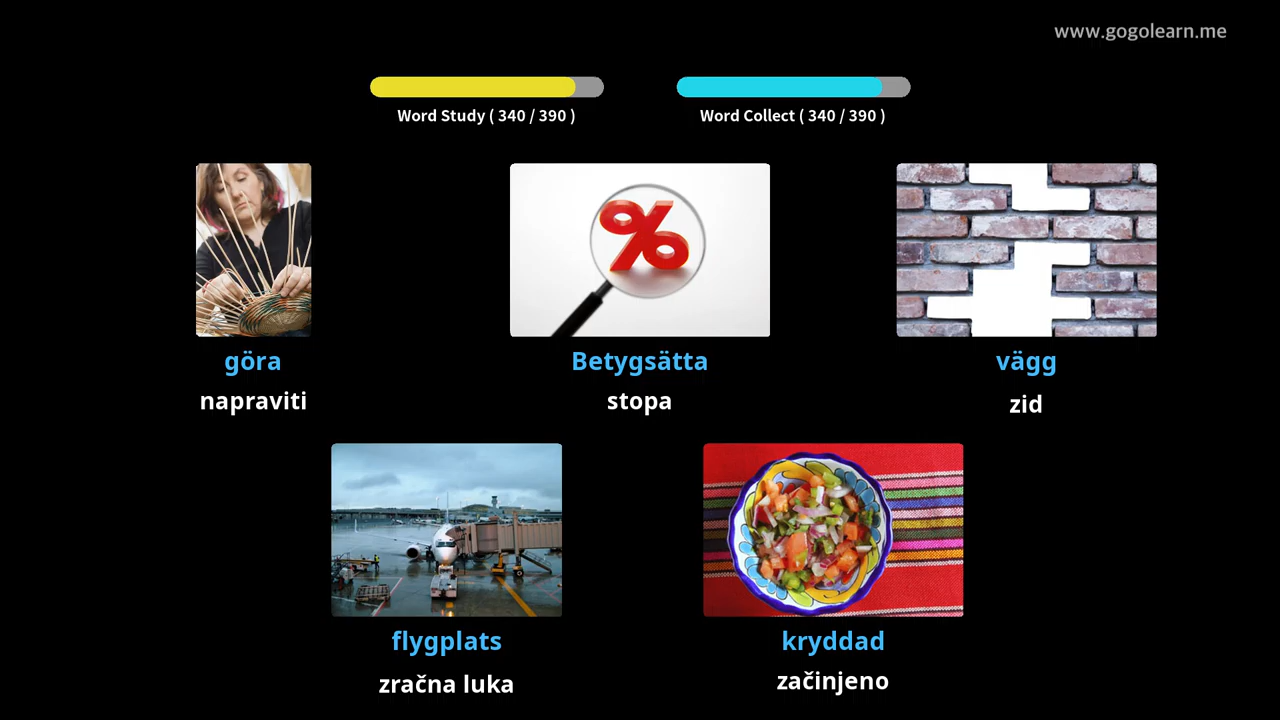 www.gogolearn.me
Word Study ( 340 / 390 )
Word Collect ( 340 / 390 )
göra
napraviti
Betygsätta
stopa
vägg
zid
flygplats
zračna luka
kryddad
začinjeno